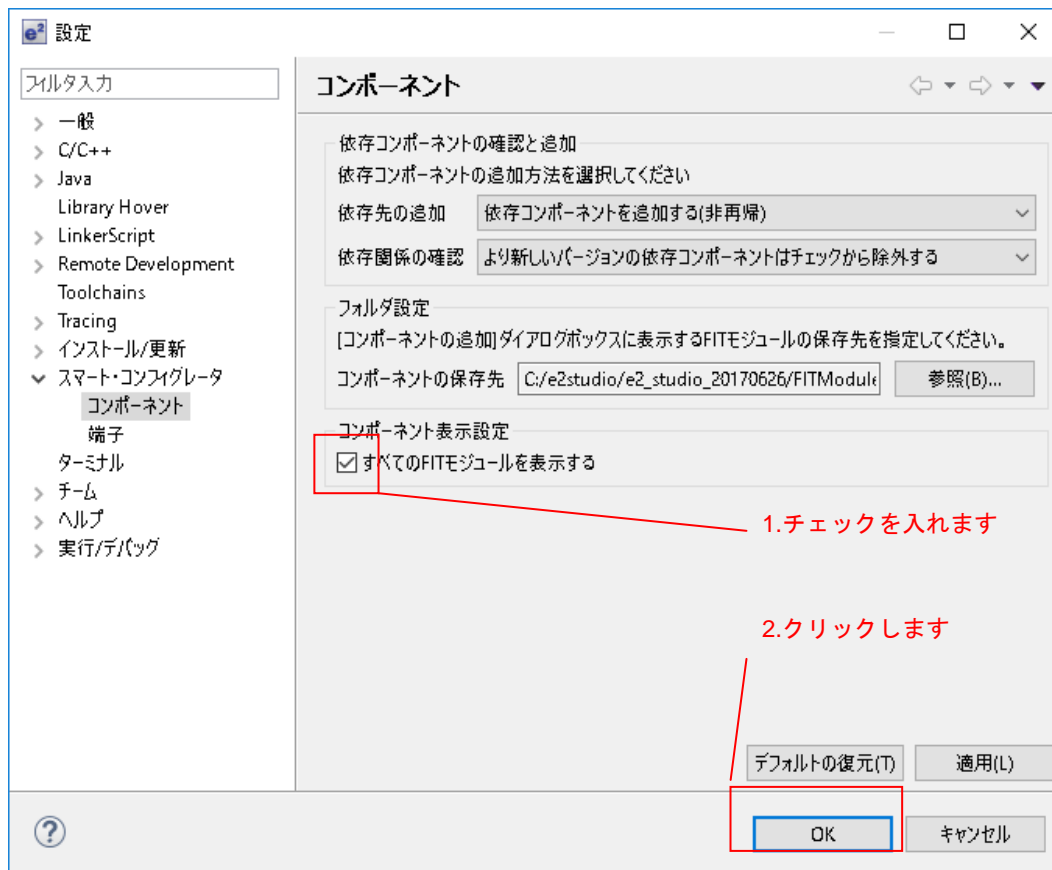 e² 設定
フィルタ入力
一般
C/C++
Java
Library Hover
LinkerScript
Remote Development
Toolchains
Tracing
インストール/更新
スマート・コンフィグレータ
コンポーネント
端子
ターミナル
チーム
ヘルプ
実行/デバッグ
コンポーネント
依存コンポーネントの確認と追加
依存コンポーネントの追加方法を選択してください
依存先の追加 依存コンポーネントを追加する(非再帰)
依存関係の確認 より新しいバージョンの依存コンポーネントはチェックから除外する
フォルダ設定
[コンポーネントの追加]ダイアログボックスに表示するFITモジュールの保存先を指定してください。
コンポーネントの保存先 C:/e2studio/e2_studio_20170626/FITModule 参照(B)...
コンポーネント表示設定
すべてのFITモジュールを表示する
1.チェックを入れます
2.クリックします
デフォルトの復元(T) 適用(L)
? OK キャンセル